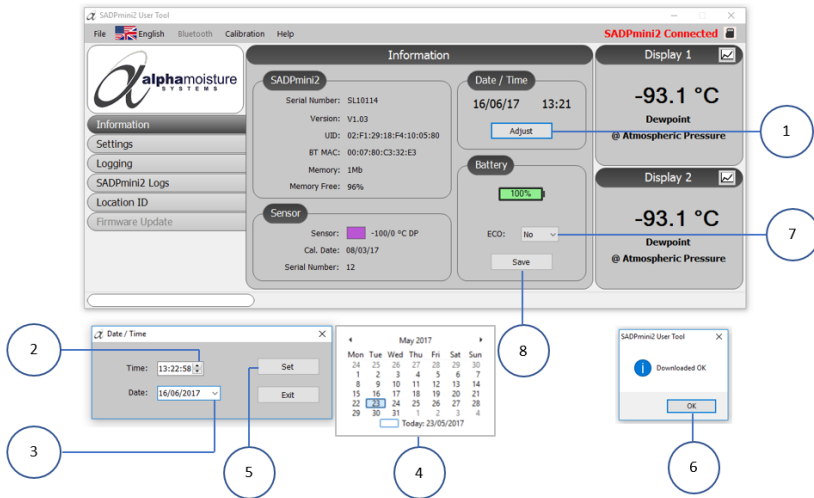 SADPmini2 User Tool
File English Bluetooth Calibration Help SADPmini2 Connected
alphamoisture
SYSTEMS
Information
Settings
Logging
SADPmini2 Logs
Location ID
Firmware Update
Information
SADPmini2
Serial Number: SL10114
Version: V1.03
UID: 02:F1:29:18:F4:10:05:80
BT MAC: 00:07:80:C3:32:E3
Memory: 1Mb
Memory Free: 96%
Sensor
Sensor: -100/0 °C DP
Cal. Date: 08/03/17
Serial Number: 12
Date / Time
16/06/17 13:21
Adjust
Battery
100%
ECO: No
Save
Display 1
-93.1 °C
Dewpoint
@ Atmospheric Pressure
Display 2
-93.1 °C
Dewpoint
@ Atmospheric Pressure
1
7
8
2
Date / Time
Time: 13:22:58
Set
Date: 16/06/2017
Exit
3
5
May 2017
Mon Tue Wed Thu Fri Sat Sun
24 25 26 27 28 29 30
1 2 3 4 5 6 7
8 9 10 11 12 13 14
15 16 17 18 19 20 21
22 23 24 25 26 27 28
29 30 31 1 2 3 4
Today: 23/05/2017
4
SADPmini2 User Tool
Downloaded OK
OK
6